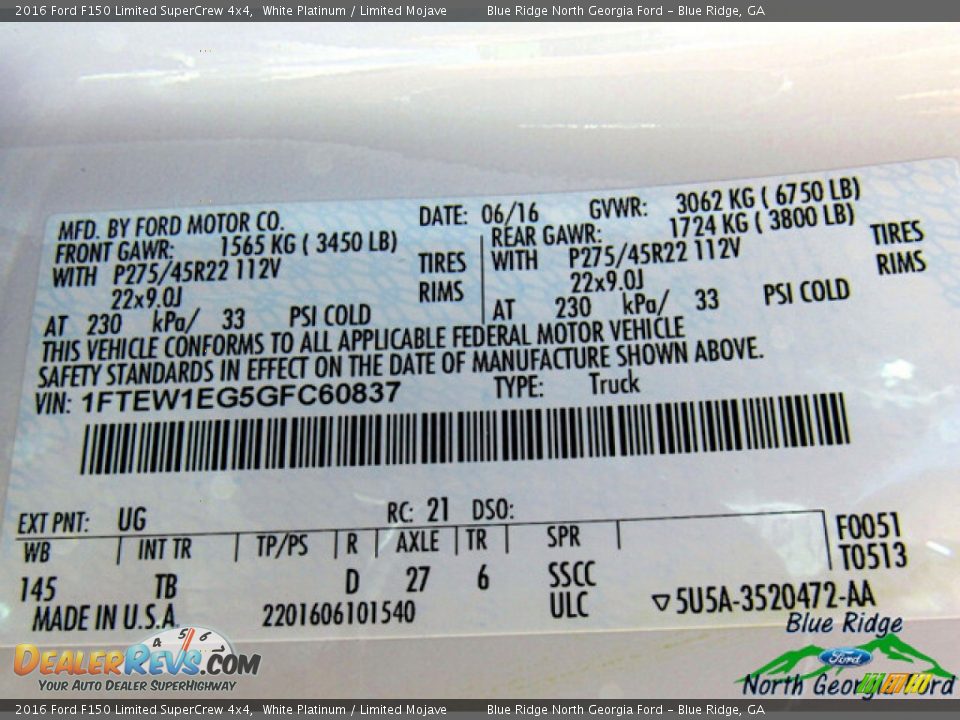 2016 Ford F150 Limited SuperCrew 4x4, White Platinum / Limited Mojave Blue Ridge North Georgia Ford - Blue Ridge, GA
MFD. BY FORD MOTOR CO. DATE: 06/16 GVWR: 3062 KG ( 6750 LB)
FRONT GAWR: 1565 KG ( 3450 LB) REAR GAWR: 1724 KG ( 3800 LB)
WITH P275/45R22 112V TIRES WITH P275/45R22 112V TIRES
22x9.0J RIMS 22x9.0J RIMS
AT 230 kPa/ 33 PSI COLD AT 230 kPa/ 33 PSI COLD
THIS VEHICLE CONFORMS TO ALL APPLICABLE FEDERAL MOTOR VEHICLE
SAFETY STANDARDS IN EFFECT ON THE DATE OF MANUFACTURE SHOWN ABOVE.
VIN: 1FTEW1EG5GFC60837 TYPE: Truck
EXT PNT: UG RC: 21 DSO: F0051
WB INT TR TP/PS R AXLE TR SPR T0513
145 TB D 27 6 SSCC
MADE IN U.S.A. 2201606101540 ULC 5U5A-3520472-AA
Blue Ridge
Ford
North Georgia Ford
4 5 6
DEALERREVS.COM
YOUR AUTO DEALER SUPERHIGHWAY
2016 Ford F150 Limited SuperCrew 4x4, White Platinum / Limited Mojave Blue Ridge North Georgia Ford - Blue Ridge, GA